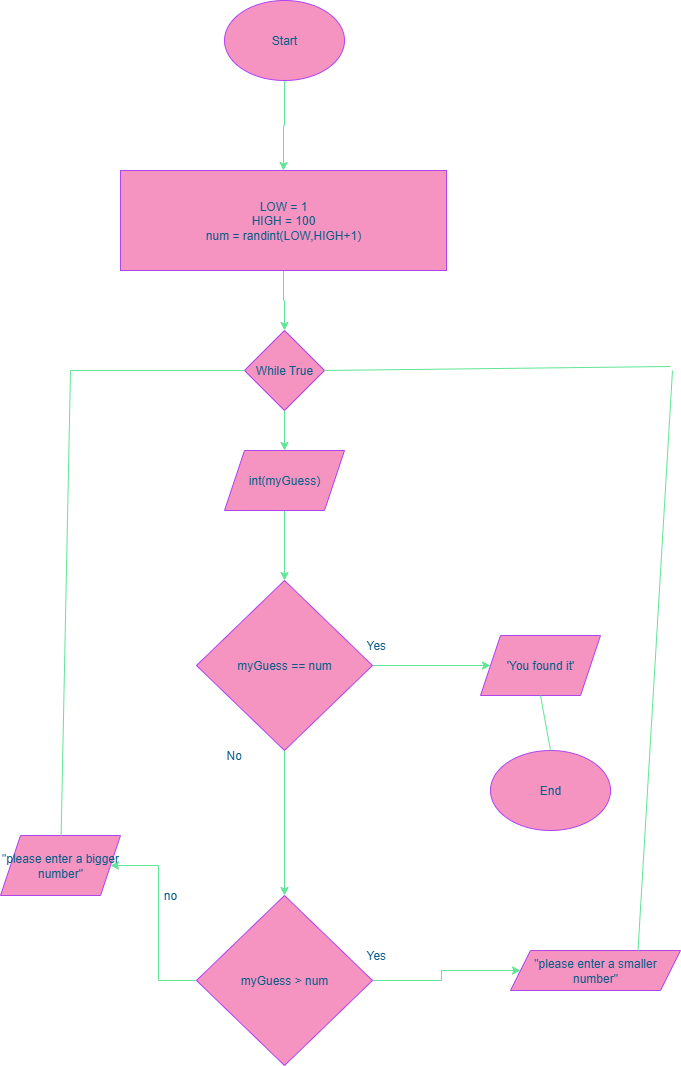 Start
LOW = 1
HIGH = 100
num = randint(LOW,HIGH+1)
While True
int(myGuess)
myGuess == num
Yes
'You found it'
No
End
"please enter a bigger
number"
no
myGuess > num
Yes
"please enter a smaller
number"